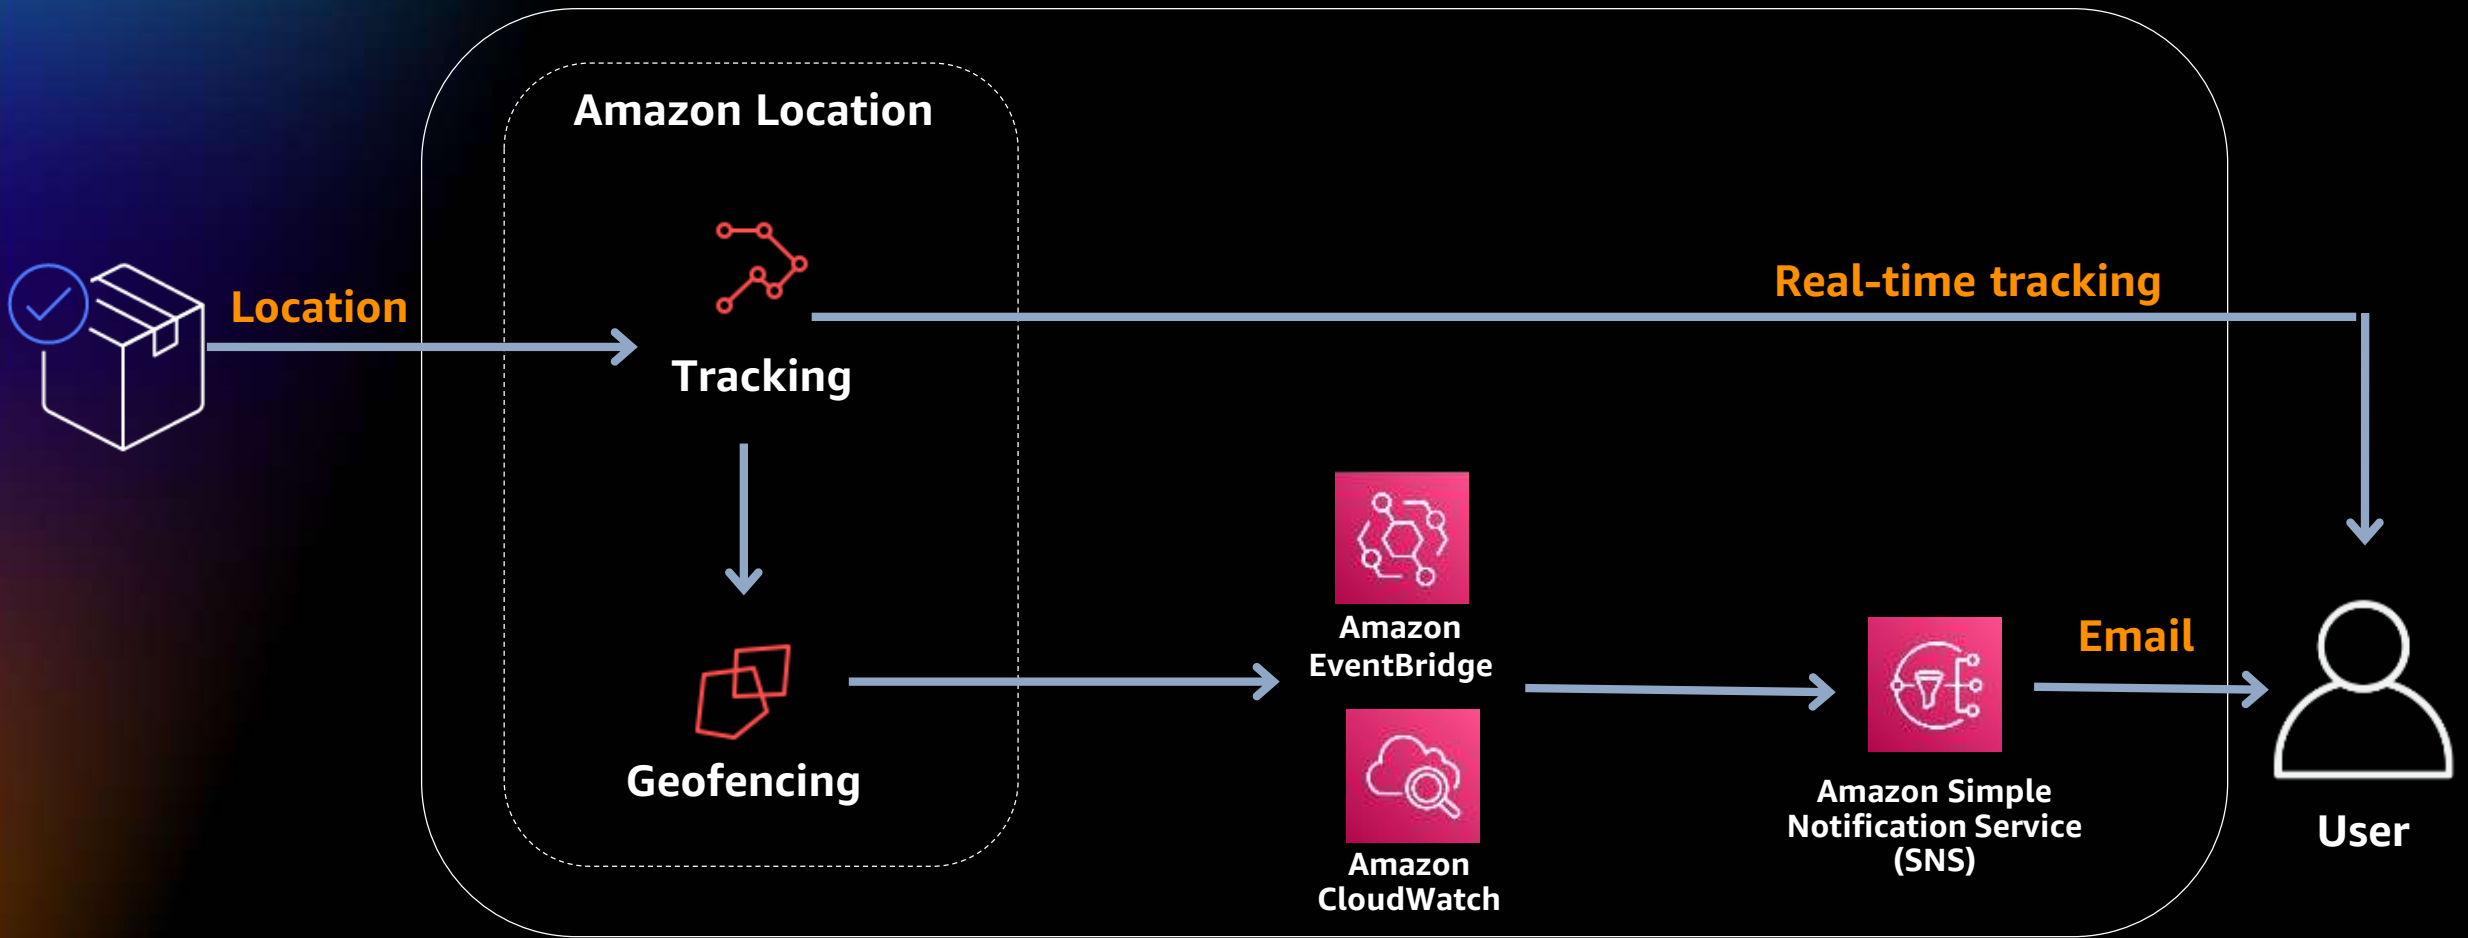 Amazon Location
Location
Tracking
Real-time tracking
Geofencing
Amazon
EventBridge
Amazon
CloudWatch
Amazon Simple
Notification Service
(SNS)
Email
User